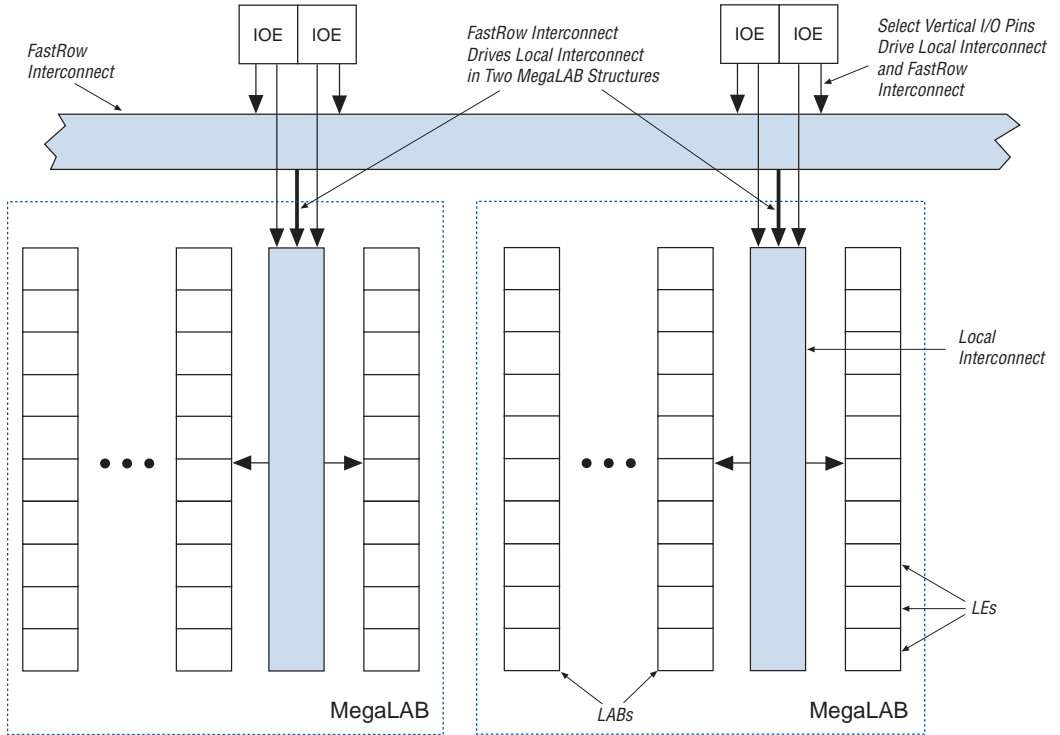 FastRow
Interconnect
IOE IOE
FastRow Interconnect
Drives Local Interconnect
in Two MegaLAB Structures
IOE IOE
Select Vertical I/O Pins
Drive Local Interconnect
and FastRow
Interconnect
Local
Interconnect
LEs
LABs
MegaLAB
MegaLAB